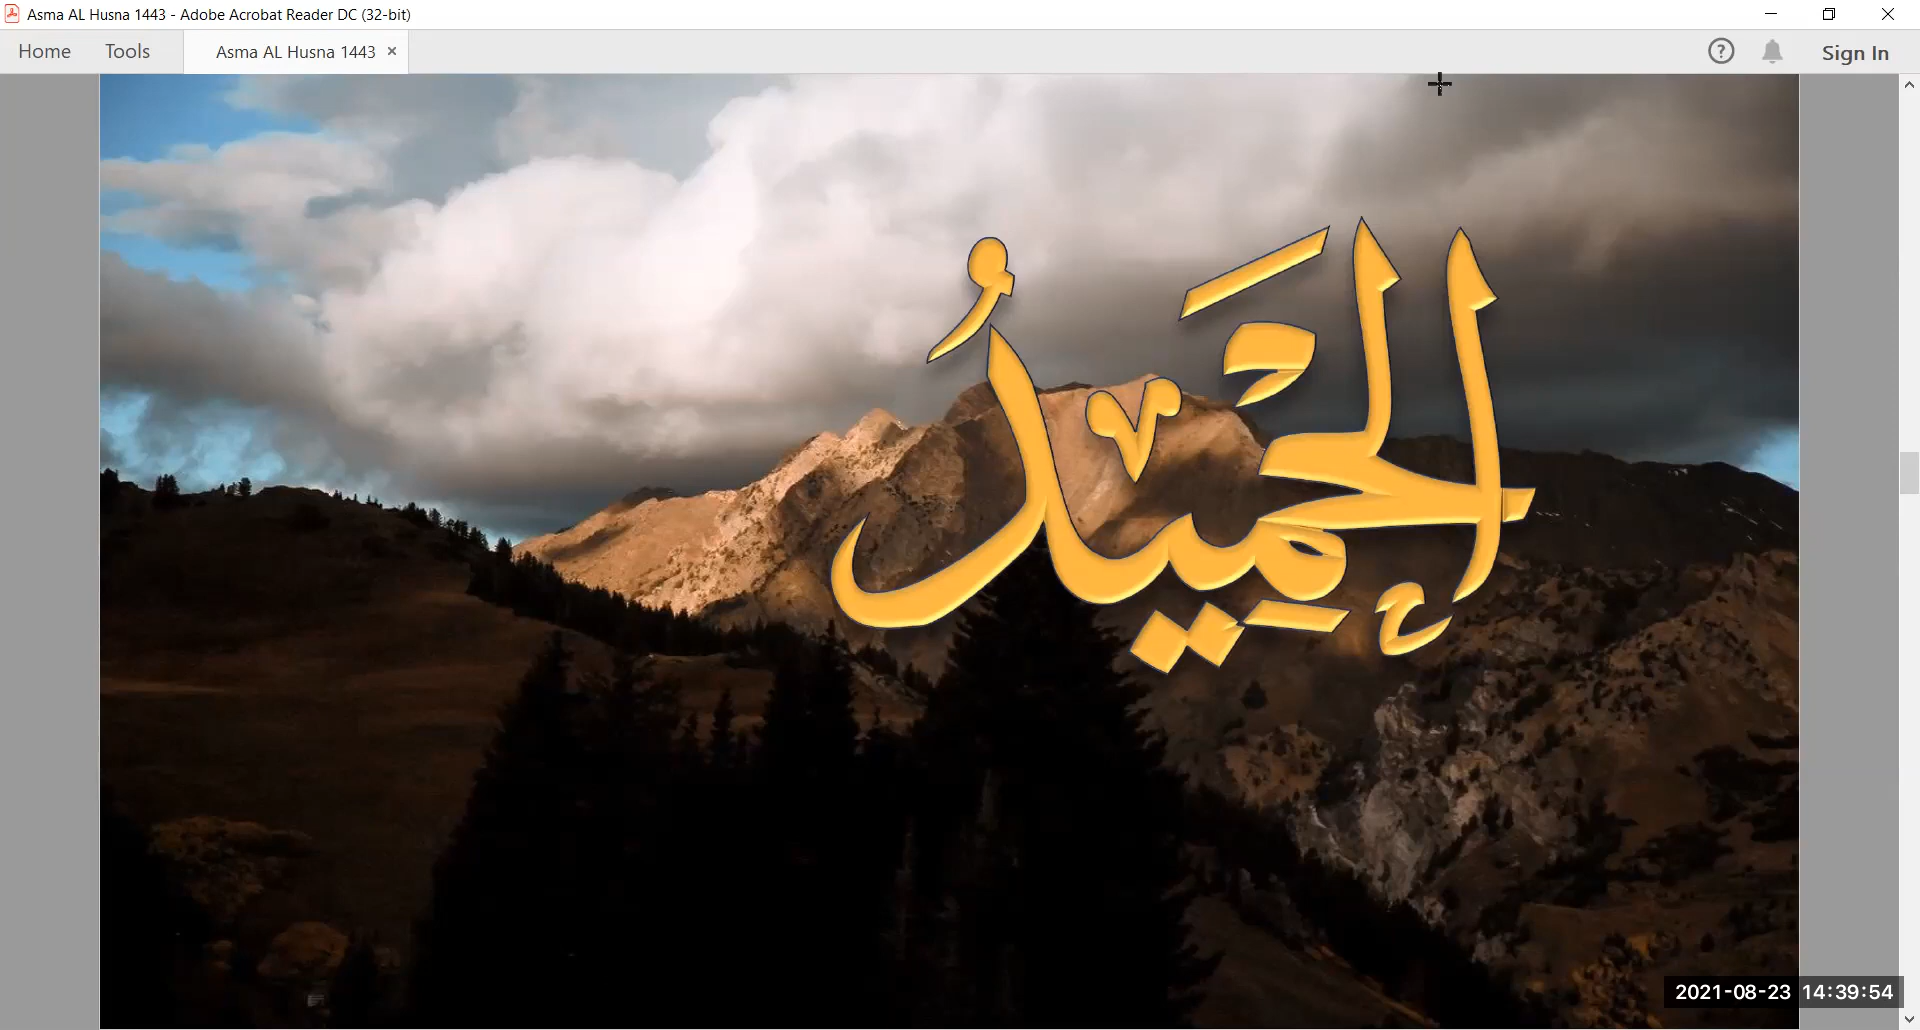 Asma AL Husna 1443 - Adobe Acrobat Reader DC (32-bit)
Home Tools Asma AL Husna 1443 × ? Sign In
الْحَمِيدُ
2021-08-23 14:39:54